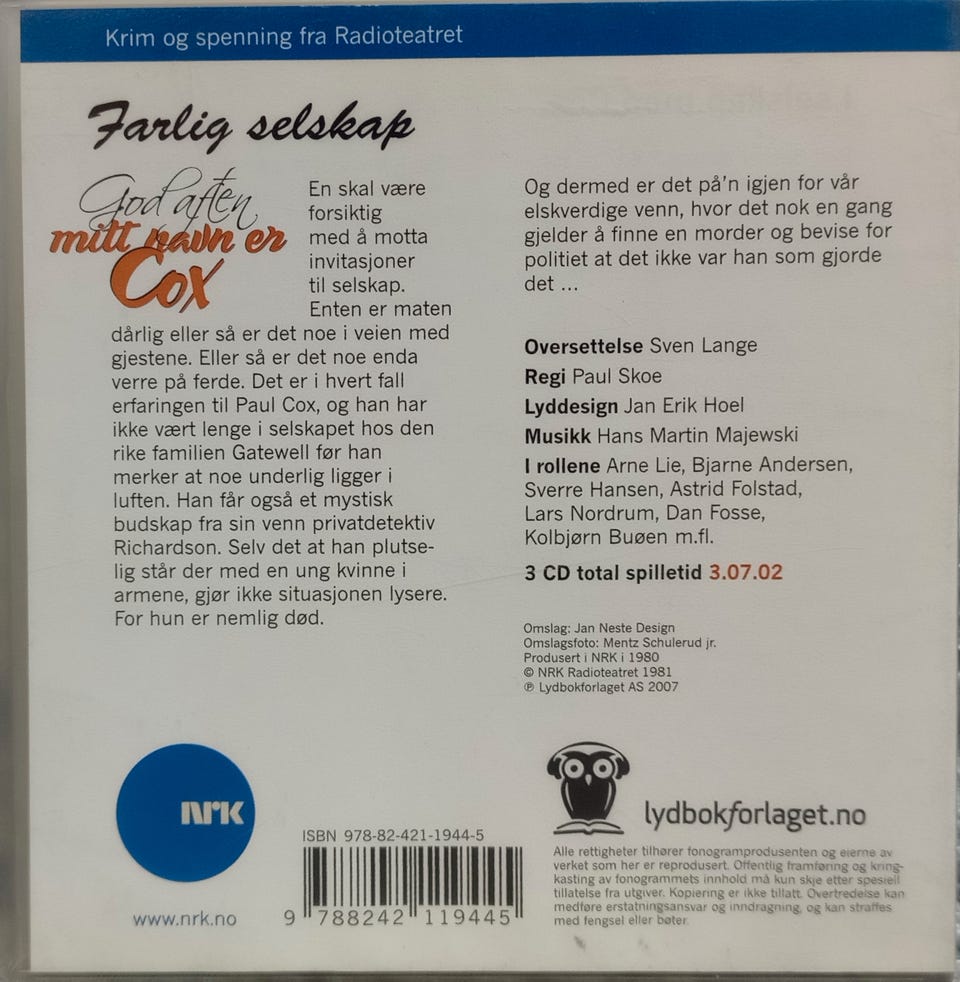 Krim og spenning fra Radioteatret
Farlig selskap
God aften
mitt navn er
Cox
En skal være
forsiktig
med å motta
invitasjoner
til selskap.
Enten er maten
dårlig eller så er det noe i veien med
gjestene. Eller så er det noe enda
verre på ferde. Det er i hvert fall
erfaringen til Paul Cox, og han har
ikke vært lenge i selskapet hos den
rike familien Gatewell før han
merker at noe underlig ligger i
luften. Han får også et mystisk
budskap fra sin venn privatdetektiv
Richardson. Selv det at han plutse-
lig står der med en ung kvinne i
armene, gjør ikke situasjonen lysere.
For hun er nemlig død.
Og dermed er det på'n igjen for vår
elskverdige venn, hvor det nok en gang
gjelder å finne en morder og bevise for
politiet at det ikke var han som gjorde
det ...
Oversettelse Sven Lange
Regi Paul Skoe
Lyddesign Jan Erik Hoel
Musikk Hans Martin Majewski
I rollene Arne Lie, Bjarne Andersen,
Sverre Hansen, Astrid Folstad,
Lars Nordrum, Dan Fosse,
Kolbjørn Buøen m.fl.
3 CD total spilletid 3.07.02
Omslag: Jan Neste Design
Omslagsfoto: Mentz Schulerud jr.
Produsert i NRK i 1980
© NRK Radioteatret 1981
℗ Lydbokforlaget AS 2007
NRK
www.nrk.no
ISBN 978-82-421-1944-5
9 788242 119445
lydbokforlaget.no
Alle rettigheter tilhører fonogramprodusenten og eierne av
verket som her er reprodusert. Offentlig framføring og kring-
kasting av fonogrammets innhold må kun skje etter spesiell
tillatelse fra utgiver. Kopiering er ikke tillatt. Overtredelse kan
medføre erstatningsansvar og inndragning, og kan straffes
med fengsel eller bøter.